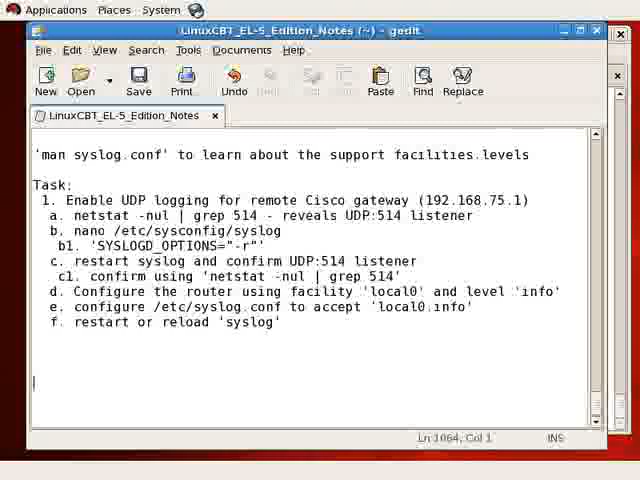 Applications Places System
LinuxCBT_EL-5_Edition_Notes (~) - gedit
File Edit View Search Tools Documents Help
New Open Save Print... Undo Redo Cut Copy Paste Find Replace
LinuxCBT_EL-5_Edition_Notes
'man syslog.conf' to learn about the support facilities.levels
Task:
1. Enable UDP logging for remote Cisco gateway (192.168.75.1)
a. netstat -nul | grep 514 - reveals UDP:514 listener
b. nano /etc/sysconfig/syslog
b1. 'SYSLOGD_OPTIONS="-r"'
c. restart syslog and confirm UDP:514 listener
c1. confirm using 'netstat -nul | grep 514'
d. Configure the router using facility 'local0' and level 'info'
e. configure /etc/syslog.conf to accept 'local0.info'
f. restart or reload 'syslog'
Ln 1064, Col 1 INS